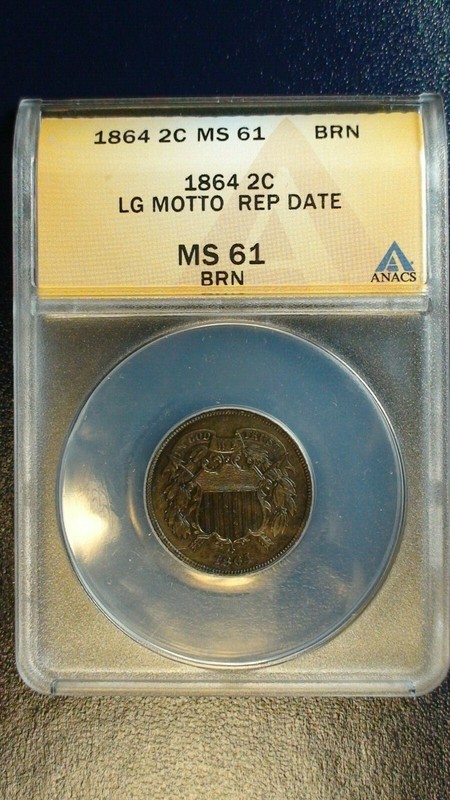 1864 2C MS 61 BRN
1864 2C
LG MOTTO REP DATE
MS 61
BRN
ANACS